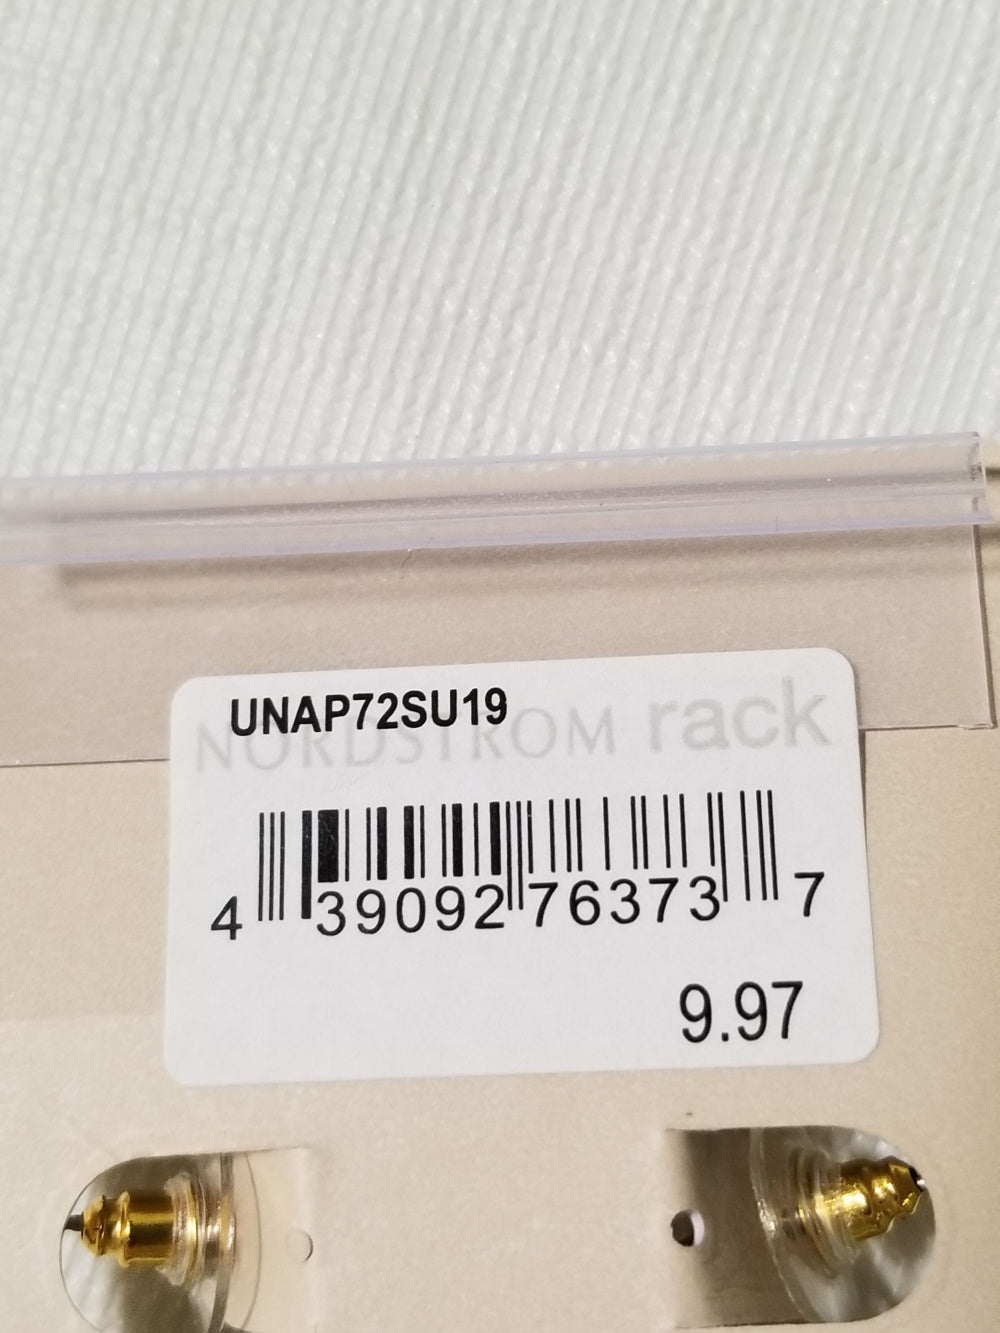 UNAP72SU19
NORDSTROM rack
4 39092 76373 7
9.97